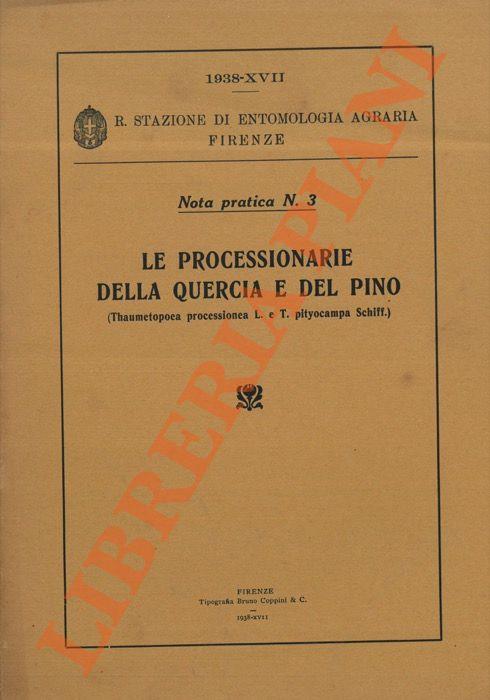 1938-XVII
R. STAZIONE DI ENTOMOLOGIA AGRARIA
FIRENZE
Nota pratica N. 3
LE PROCESSIONARIE
DELLA QUERCIA E DEL PINO
(Thaumetopoea processionea L. e T. pityocampa Schiff.)
FIRENZE
Tipografia Bruno Coppini & C.
1938-XVII
LIBRERIA PIANI